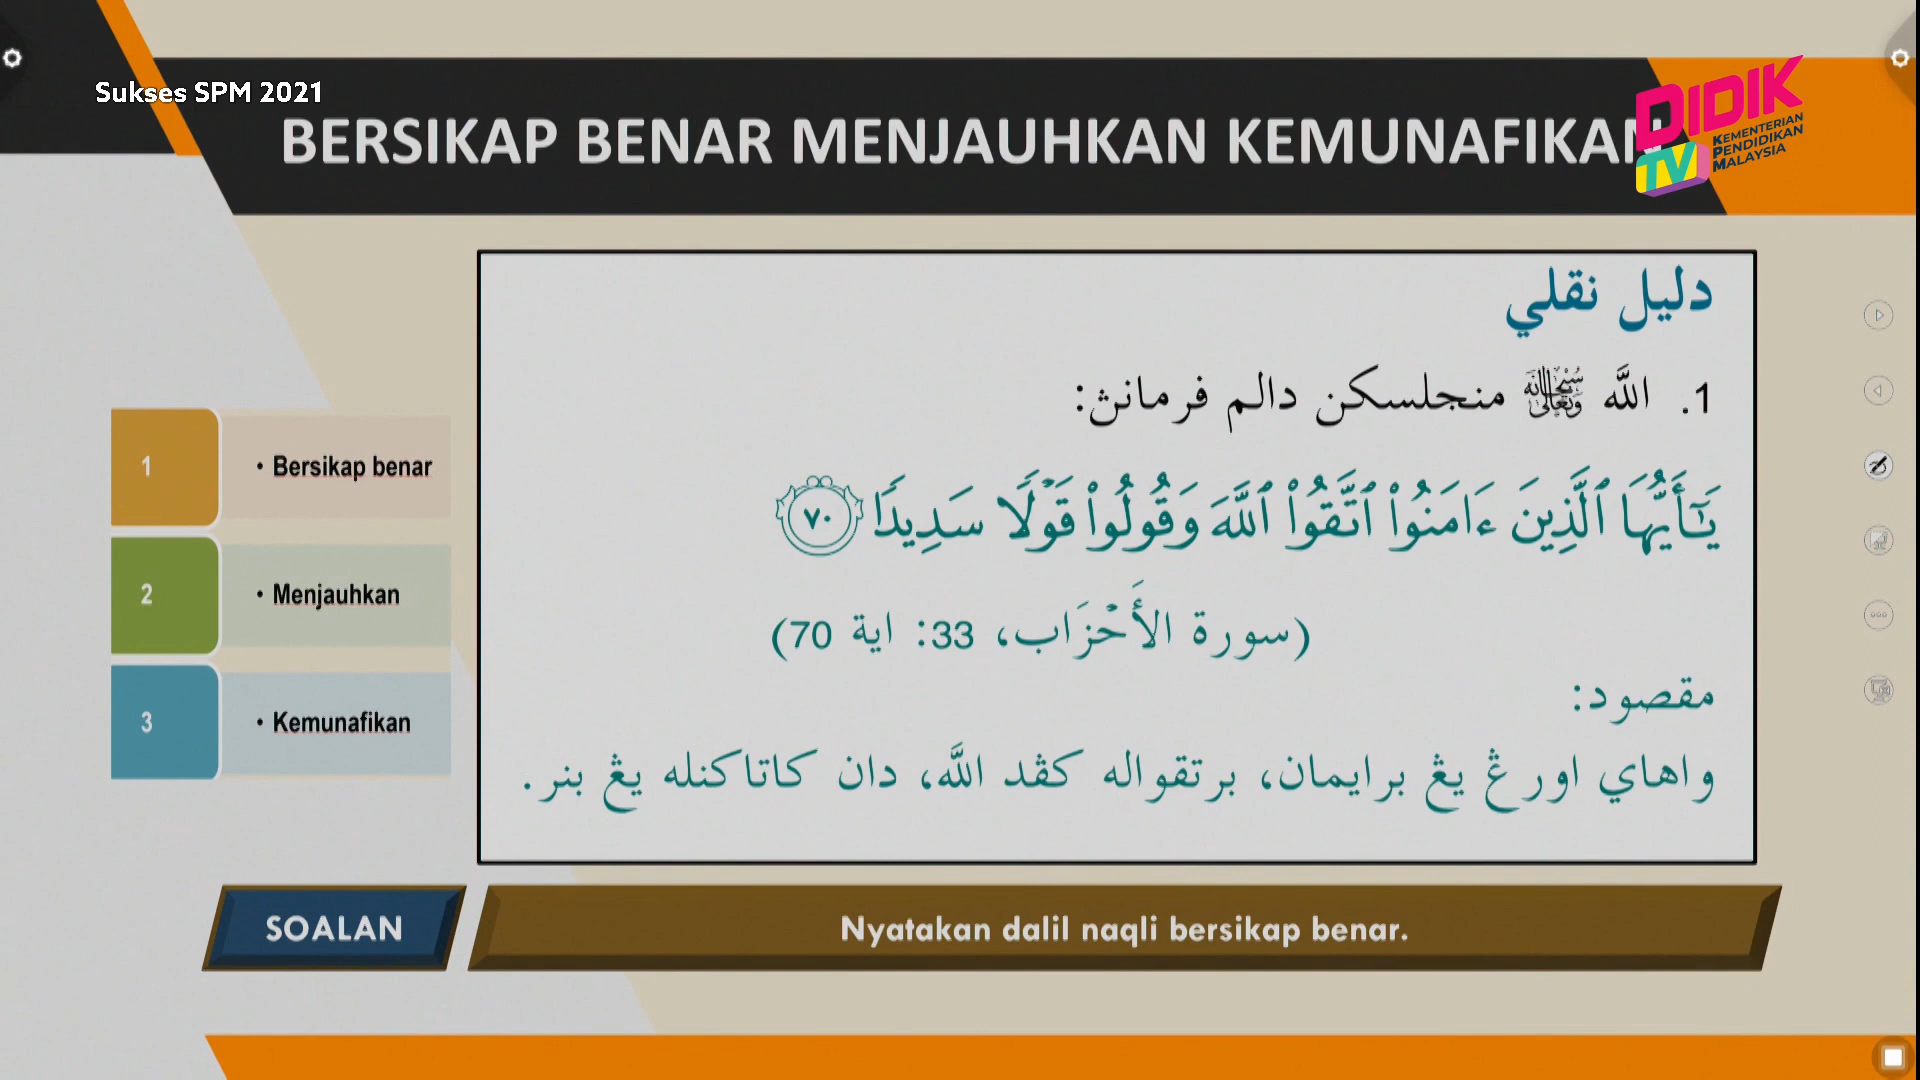 Sukses SPM 2021
BERSIKAP BENAR MENJAUHKAN KEMUNAFIKAN
DIDIK
TV
KEMENTERIAN
PENDIDIKAN
MALAYSIA
دليل نقلي
1. الله ﷾ منجلسكن دالم فرمانڽ:
يَـٰٓأَيُّهَا ٱلَّذِينَ ءَامَنُوا۟ ٱتَّقُوا۟ ٱللَّهَ وَقُولُوا۟ قَوْلًا سَدِيدًا ٧٠
(سورة الأَحْزَاب، 33: اية 70)
مقصود:
واهاي اورڠ يڠ برايمان، برتقواله كڤد الله، دان كاتاكنله يڠ بنر.
1
• Bersikap benar
2
• Menjauhkan
3
• Kemunafikan
SOALAN
Nyatakan dalil naqli bersikap benar.